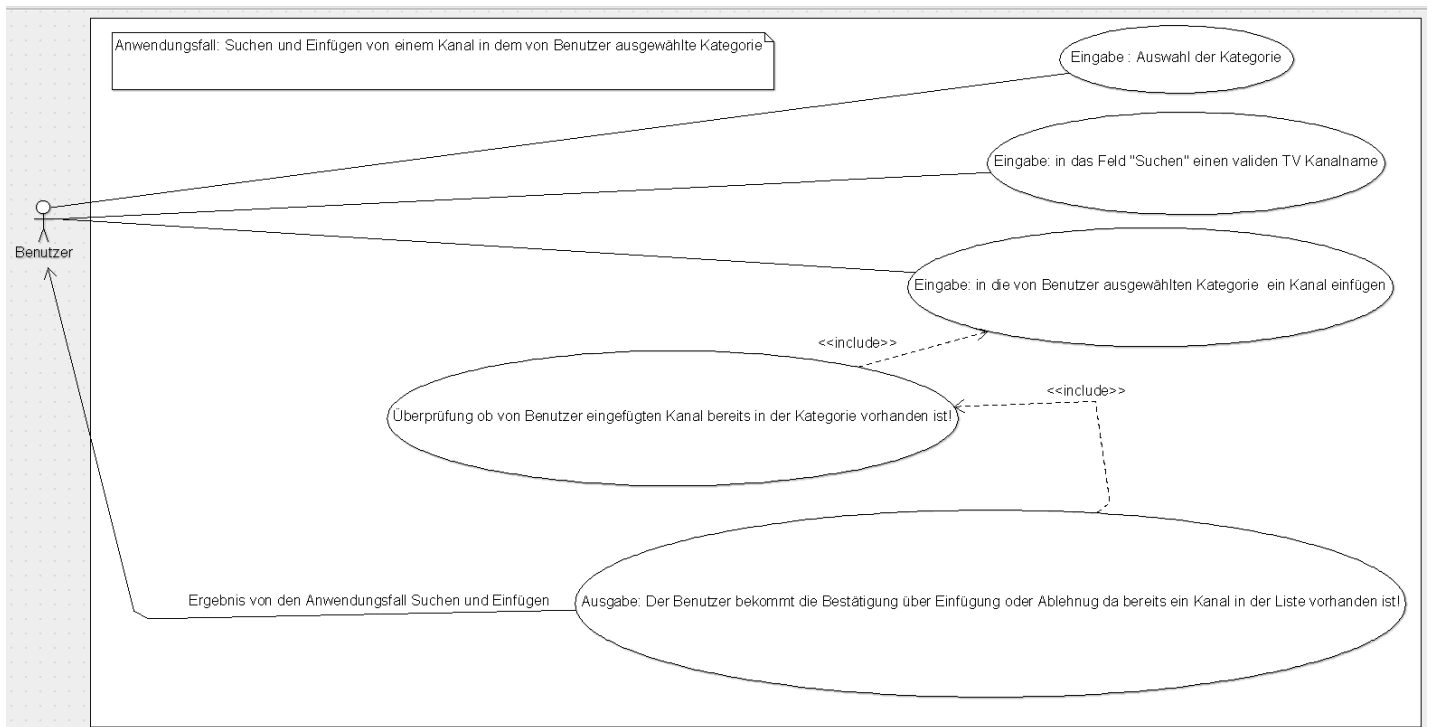 Anwendungsfall: Suchen und Einfügen von einem Kanal in dem von Benutzer ausgewählte Kategorie
Eingabe : Auswahl der Kategorie
Eingabe: in das Feld "Suchen" einen validen TV Kanalname
Benutzer
Eingabe: in die von Benutzer ausgewählten Kategorie ein Kanal einfügen
<<include>>
<<include>>
Überprüfung ob von Benutzer eingefügten Kanal bereits in der Kategorie vorhanden ist!
Ergebnis von den Anwendungsfall Suchen und Einfügen
Ausgabe: Der Benutzer bekommt die Bestätigung über Einfügung oder Ablehnug da bereits ein Kanal in der Liste vorhanden ist!